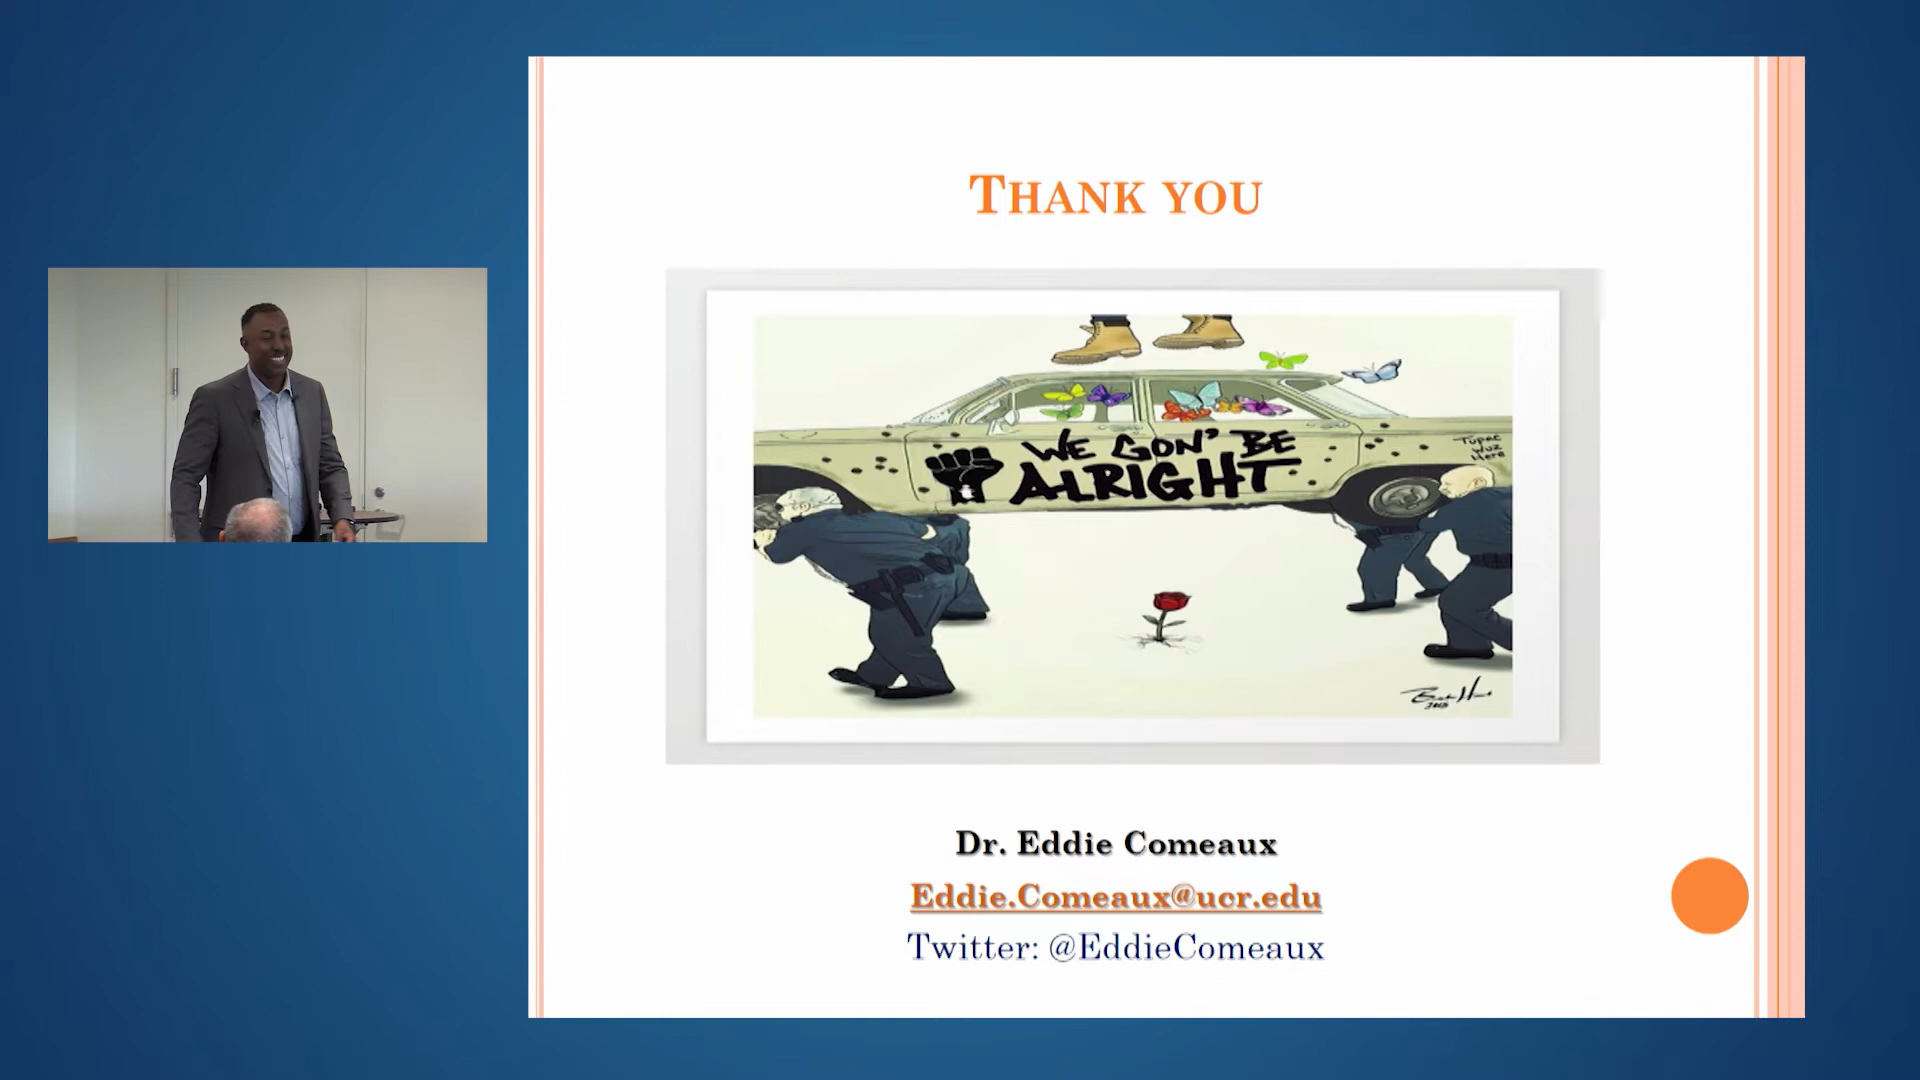 THANK YOU
WE GON' BE
ALRIGHT
Tupac
Wuz
Here
Dr. Eddie Comeaux
Eddie.Comeaux@ucr.edu
Twitter: @EddieComeaux